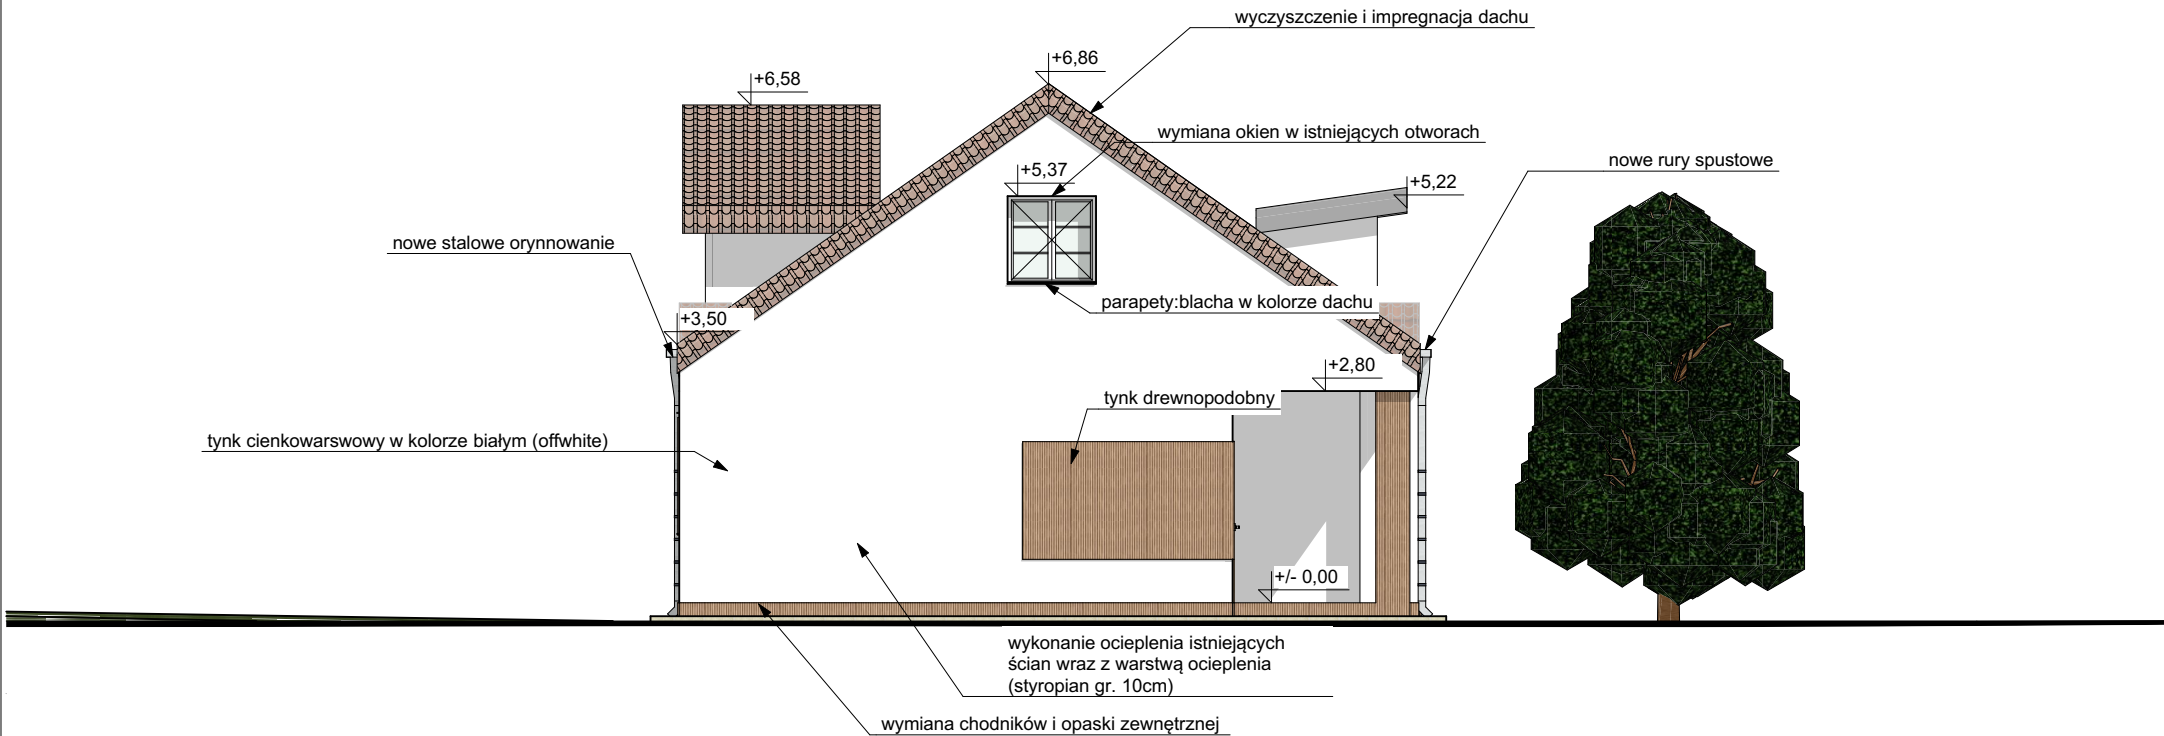 wyczyszczenie i impregnacja dachu
+6,86
+6,58
wymiana okien w istniejących otworach
nowe rury spustowe
+5,37
+5,22
nowe stalowe orynnowanie
parapety:blacha w kolorze dachu
+3,50
+2,80
tynk drewnopodobny
tynk cienkowarswowy w kolorze białym (offwhite)
+/- 0,00
wykonanie ocieplenia istniejących
ścian wraz z warstwą ocieplenia
(styropian gr. 10cm)
wymiana chodników i opaski zewnętrznej